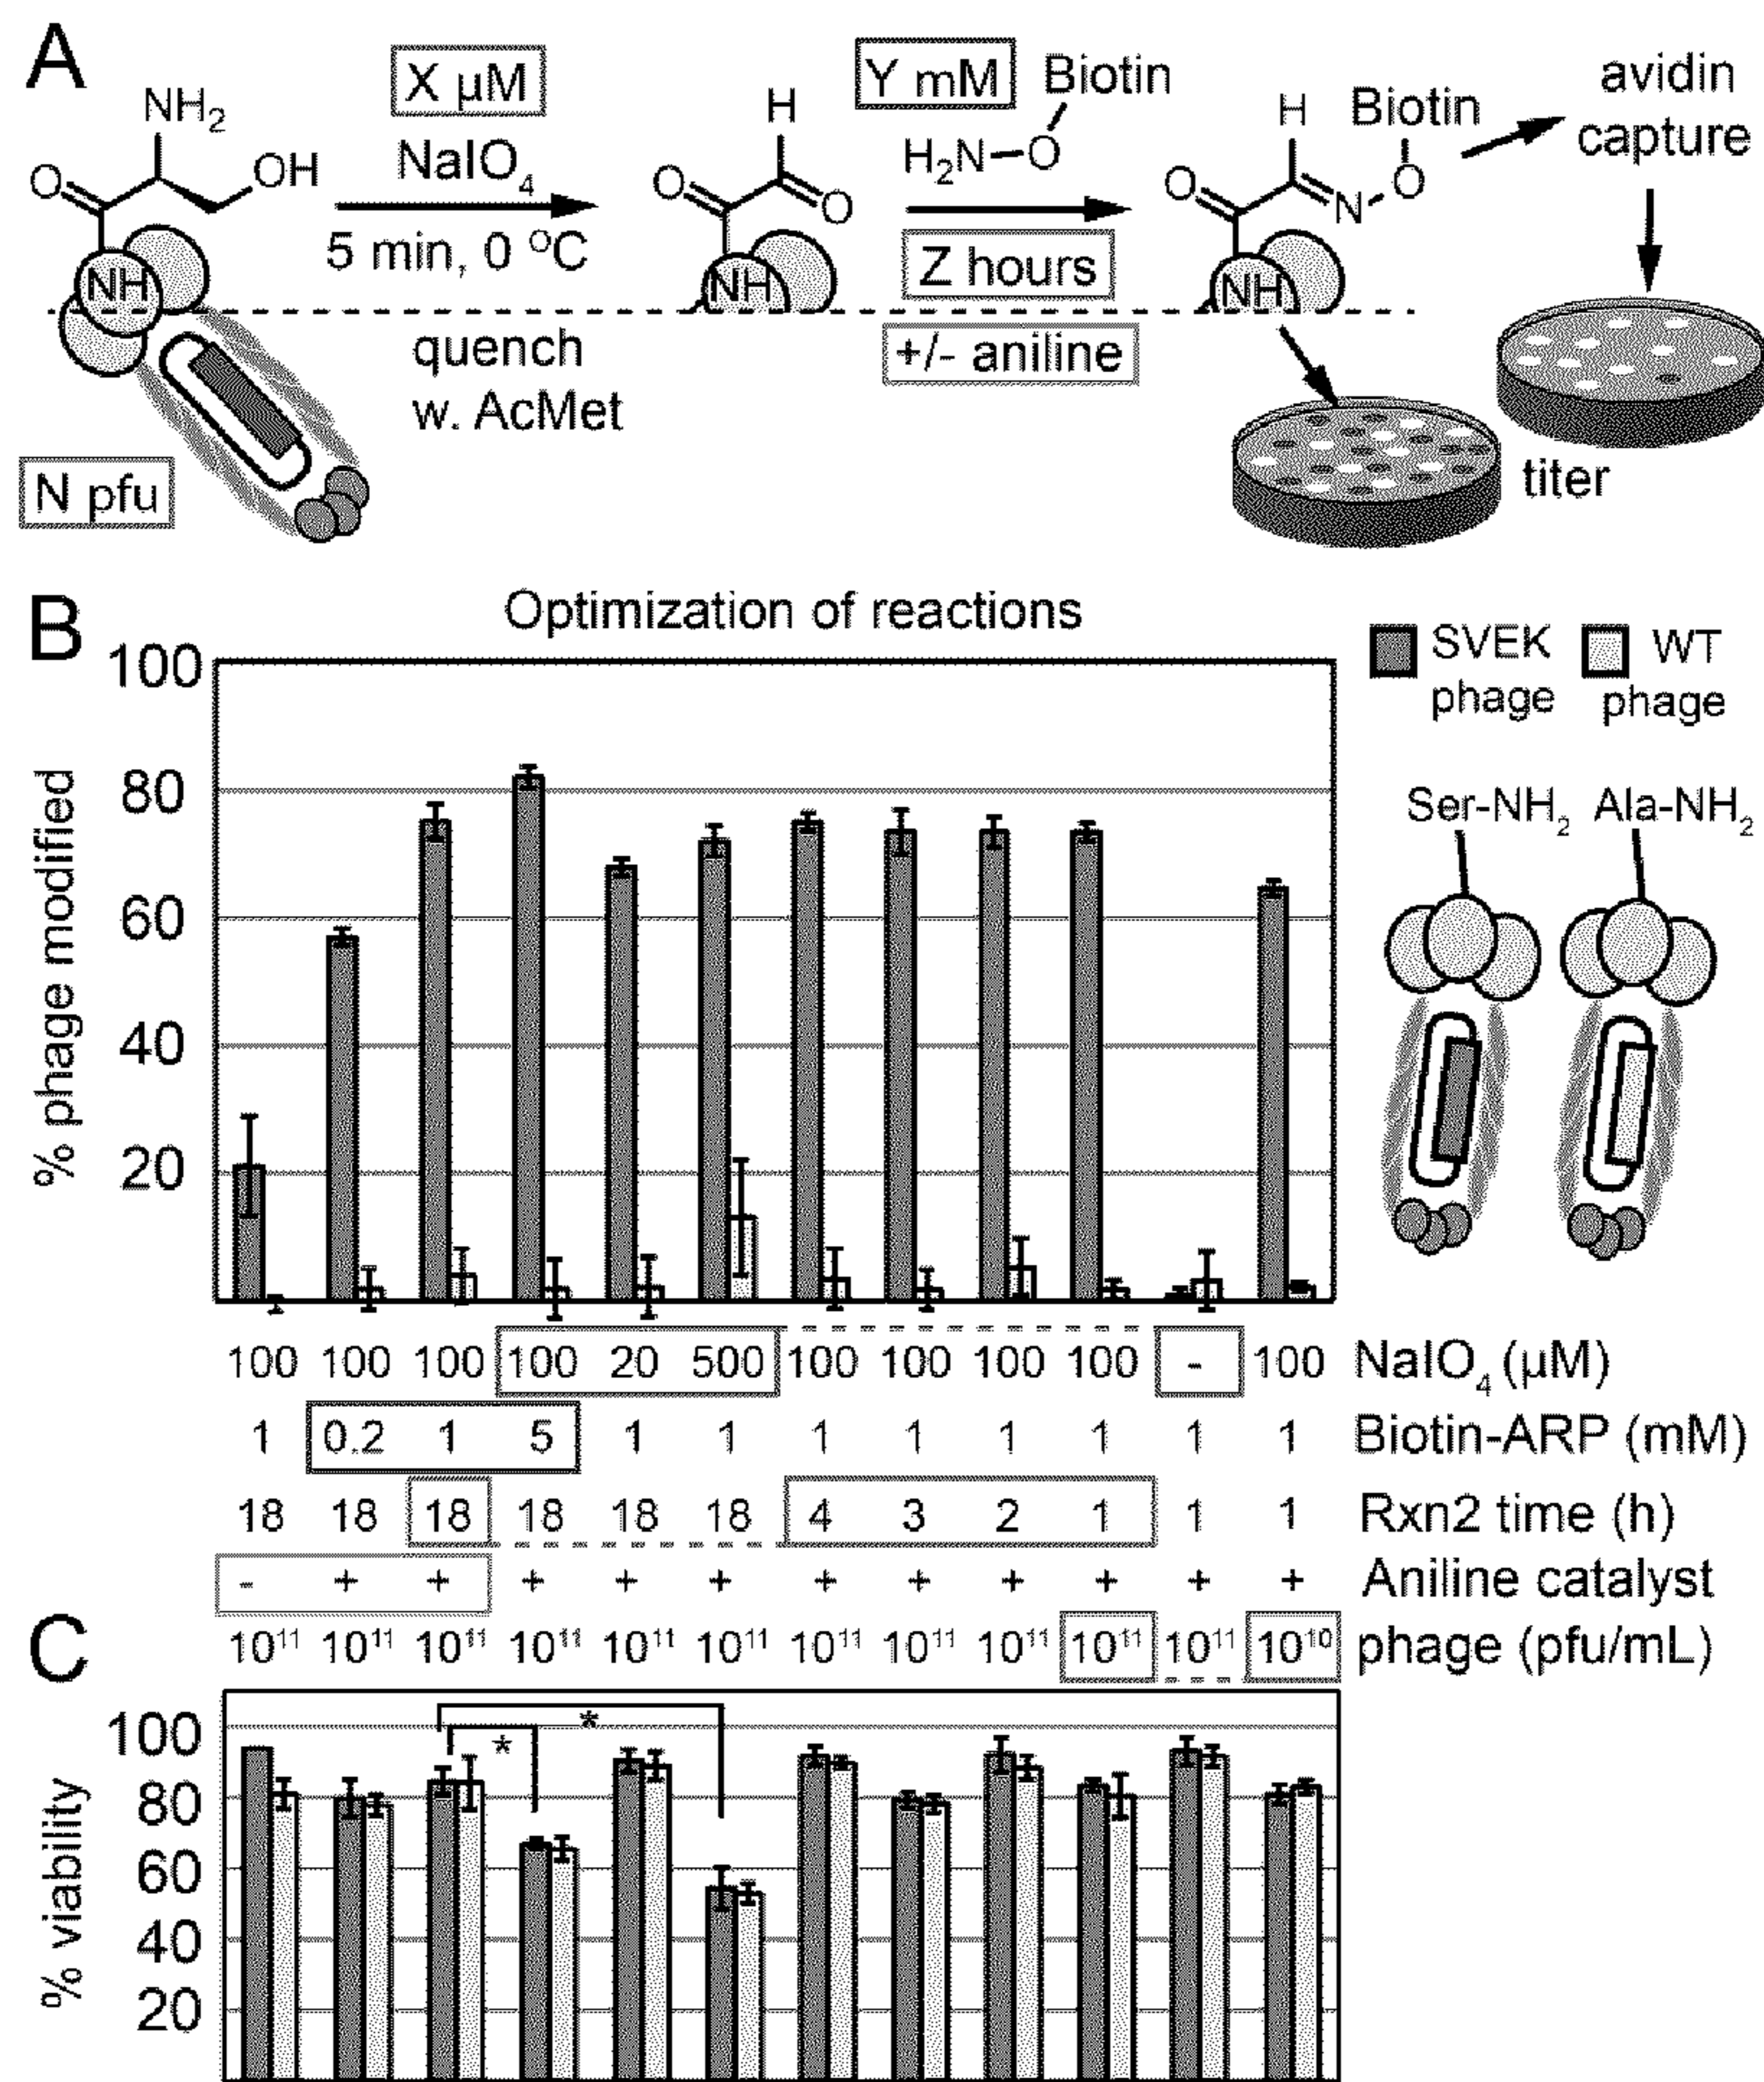 A
NH₂
OH
O
NH
N pfu
X µM
NaIO₄
5 min, 0 °C
quench
w. AcMet
H
O
O
NH
Y mM
Biotin
H₂N-O
Z hours
+/- aniline
H
Biotin
O
N
O
NH
avidin
capture
titer
B
Optimization of reactions
SVEK phage
WT phage
% phage modified
100
80
60
40
20
Ser-NH₂ Ala-NH₂
100 100 100 100 20 500 100 100 100 100 - 100 NaIO₄ (µM)
1 0.2 1 5 1 1 1 1 1 1 1 1 Biotin-ARP (mM)
18 18 18 18 18 18 4 3 2 1 1 1 Rxn2 time (h)
- + + + + + + + + + + + Aniline catalyst
10¹¹ 10¹¹ 10¹¹ 10¹¹ 10¹¹ 10¹¹ 10¹¹ 10¹¹ 10¹¹ 10¹¹ 10¹¹ 10¹⁰ phage (pfu/mL)
C
% viability
100
80
60
40
20
*
*